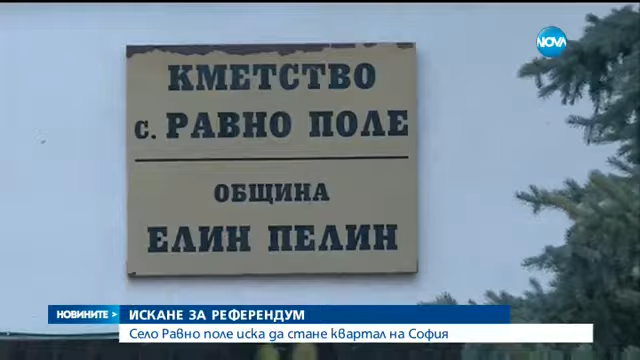 NOVA
КМЕТСТВО
с. РАВНО ПОЛЕ
ОБЩИНА
ЕЛИН ПЕЛИН
НОВИНИТЕ
ИСКАНЕ ЗА РЕФЕРЕНДУМ
Село Равно поле иска да стане квартал на София